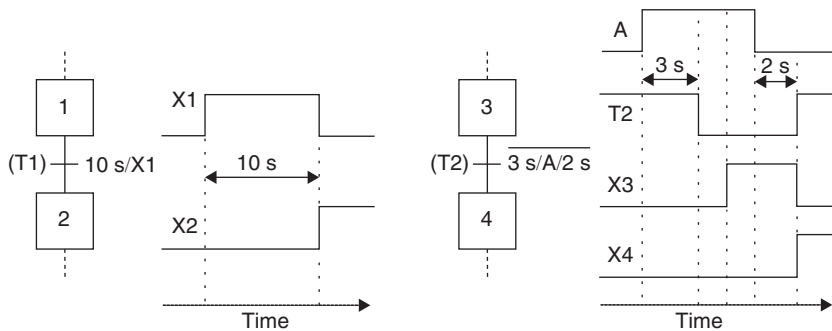 1
(T1)
10 s/X1
2
X1
10 s
X2
Time
3
(T2)
3 s/A/2 s
4
A
3 s
2 s
T2
X3
X4
Time